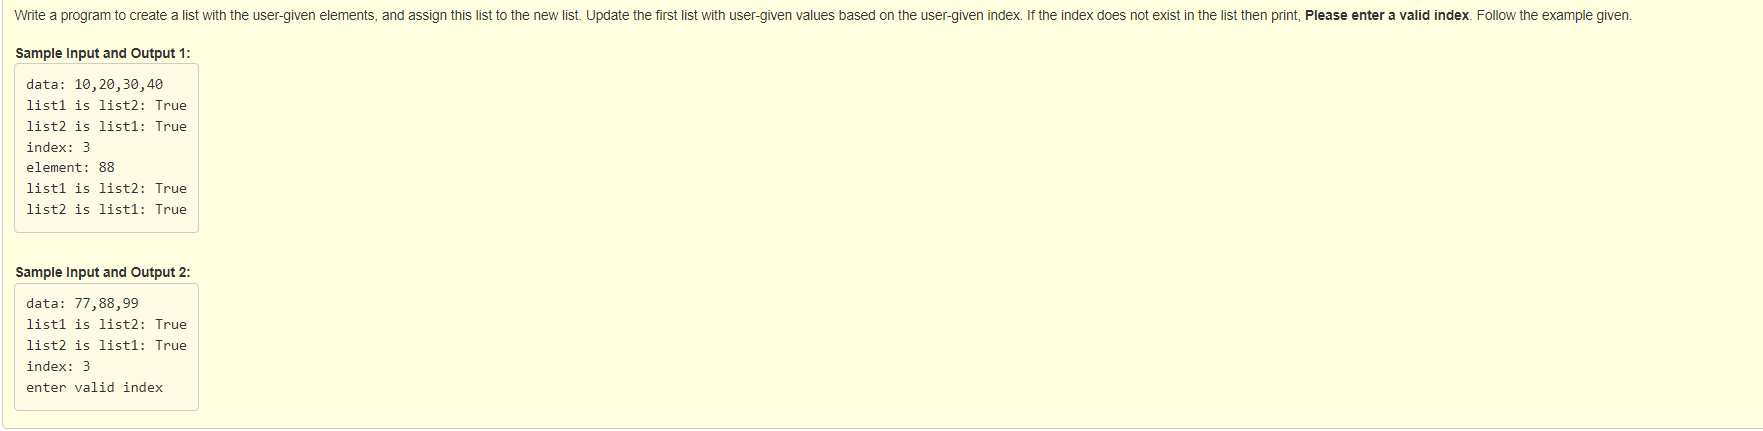 Write a program to create a list with the user-given elements, and assign this list to the new list. Update the first list with user-given values based on the user-given index. If the index does not exist in the list then print, Please enter a valid index. Follow the example given.
Sample Input and Output 1:
data: 10,20,30,40
list1 is list2: True
list2 is list1: True
index: 3
element: 88
list1 is list2: True
list2 is list1: True
Sample Input and Output 2:
data: 77,88,99
list1 is list2: True
list2 is list1: True
index: 3
enter valid index